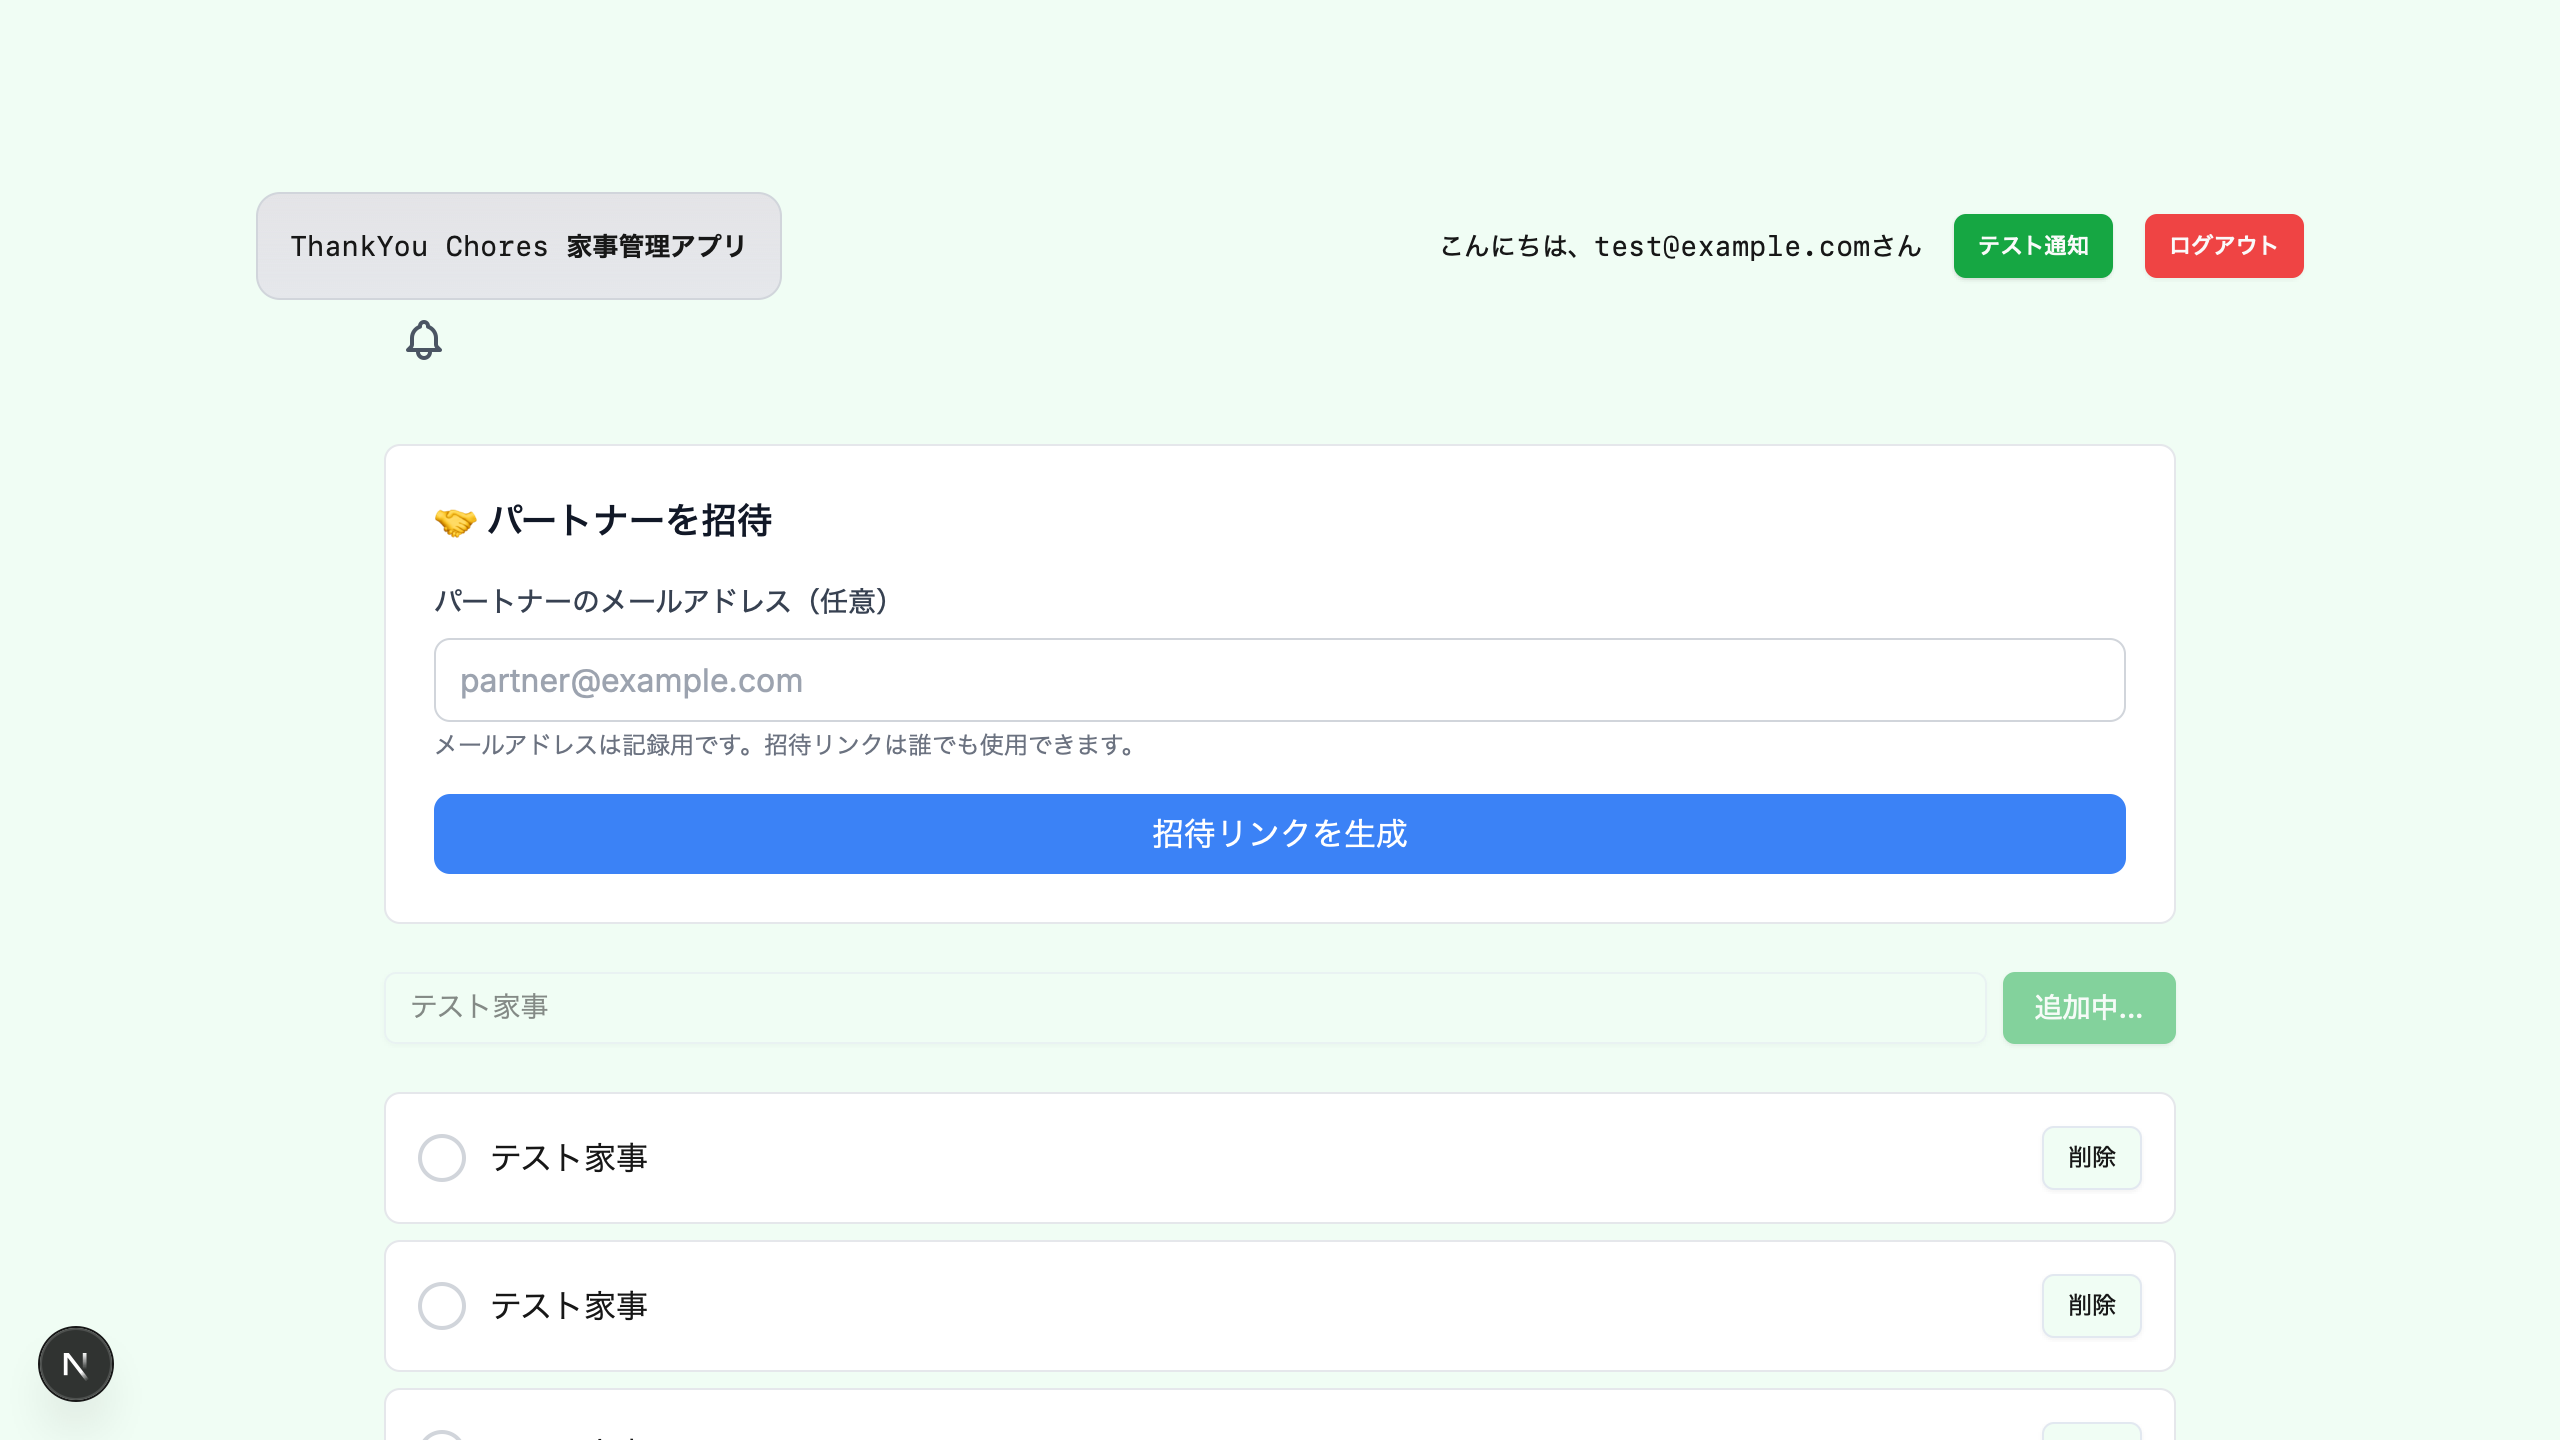 ThankYou Chores 家事管理アプリ
こんにちは、test@example.comさん
テスト通知
ログアウト
🤝 パートナーを招待
パートナーのメールアドレス（任意）
partner@example.com
メールアドレスは記録用です。招待リンクは誰でも使用できます。
招待リンクを生成
テスト家事
追加中...
テスト家事
削除
テスト家事
削除
N